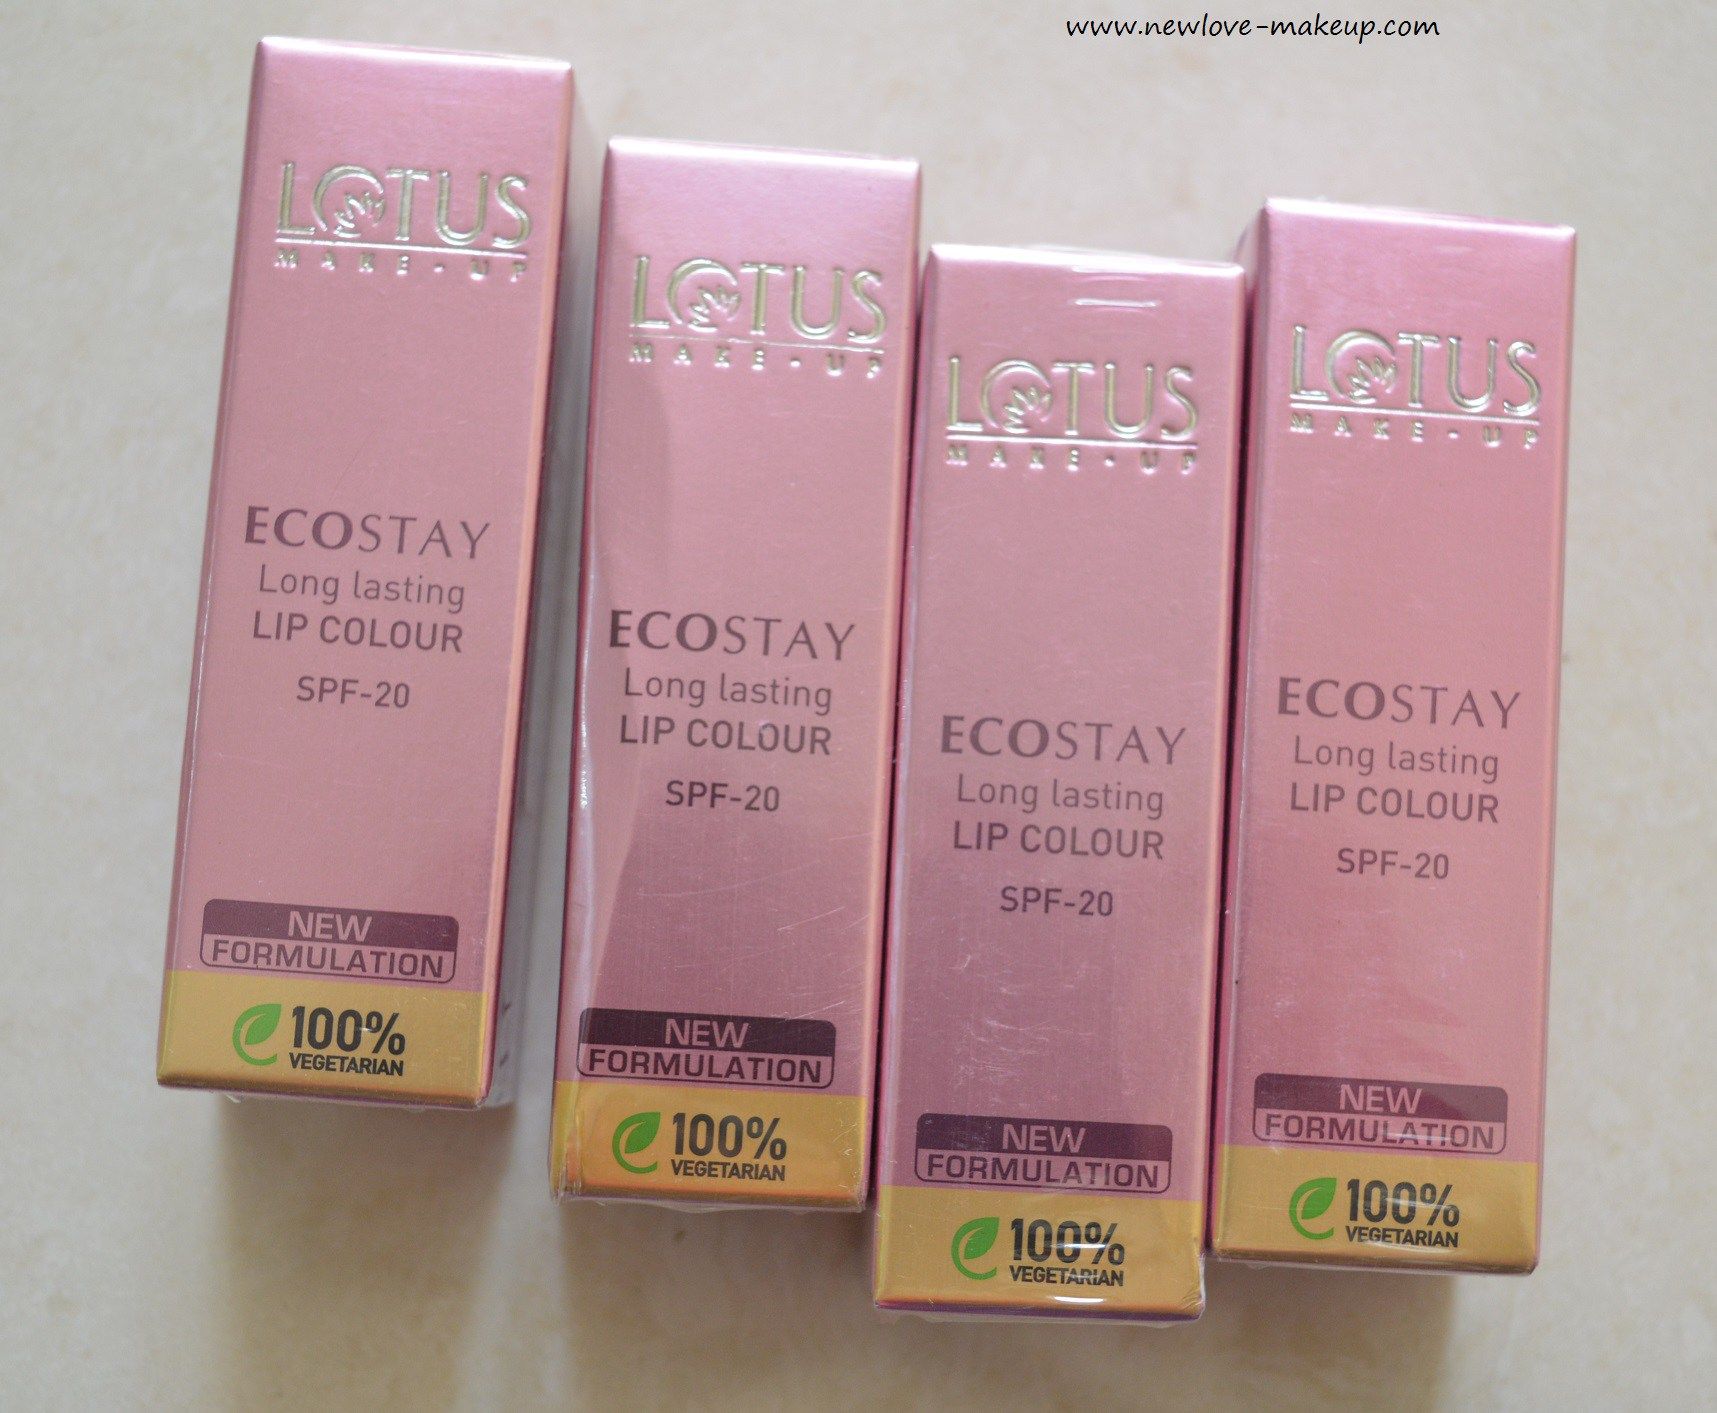 www.newlove-makeup.com
LOTUS
MAKE-UP
ECOSTAY
Long lasting
LIP COLOUR
SPF-20
NEW
FORMULATION
100%
VEGETARIAN
LOTUS
MAKE-UP
ECOSTAY
Long lasting
LIP COLOUR
SPF-20
NEW
FORMULATION
100%
VEGETARIAN
LOTUS
MAKE-UP
ECOSTAY
Long lasting
LIP COLOUR
SPF-20
NEW
FORMULATION
100%
VEGETARIAN
LOTUS
MAKE-UP
ECOSTAY
Long lasting
LIP COLOUR
SPF-20
NEW
FORMULATION
100%
VEGETARIAN